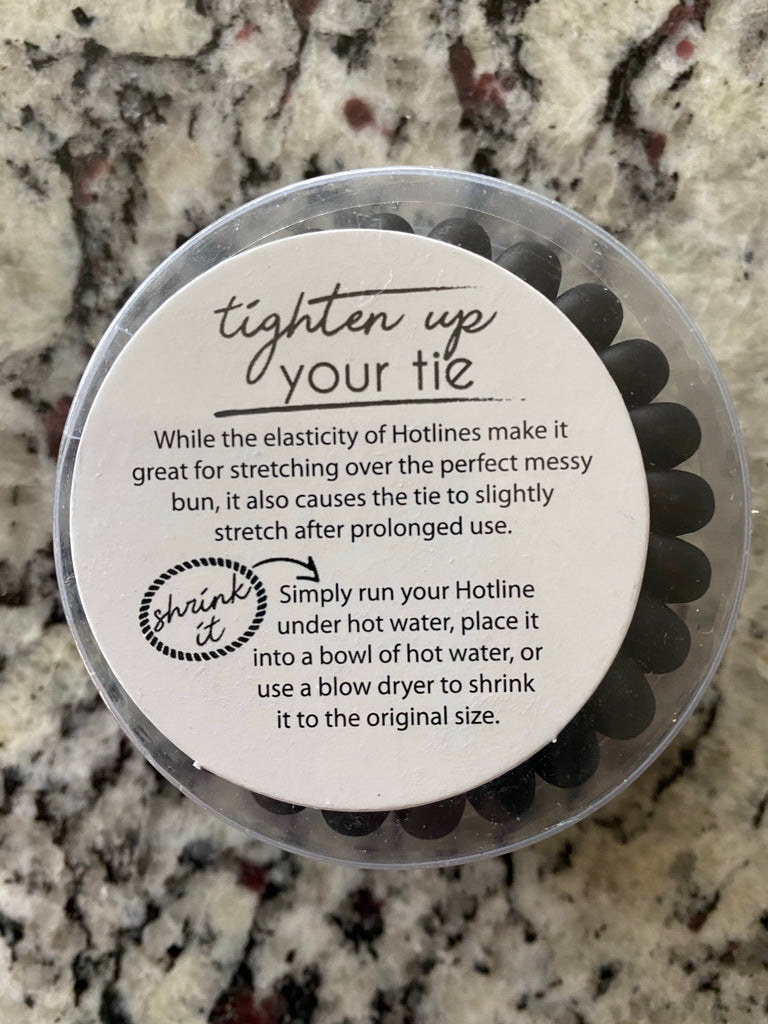 tighten up
your tie
While the elasticity of Hotlines make it
great for stretching over the perfect messy
bun, it also causes the tie to slightly
stretch after prolonged use.
shrink
it
Simply run your Hotline
under hot water, place it
into a bowl of hot water, or
use a blow dryer to shrink
it to the original size.